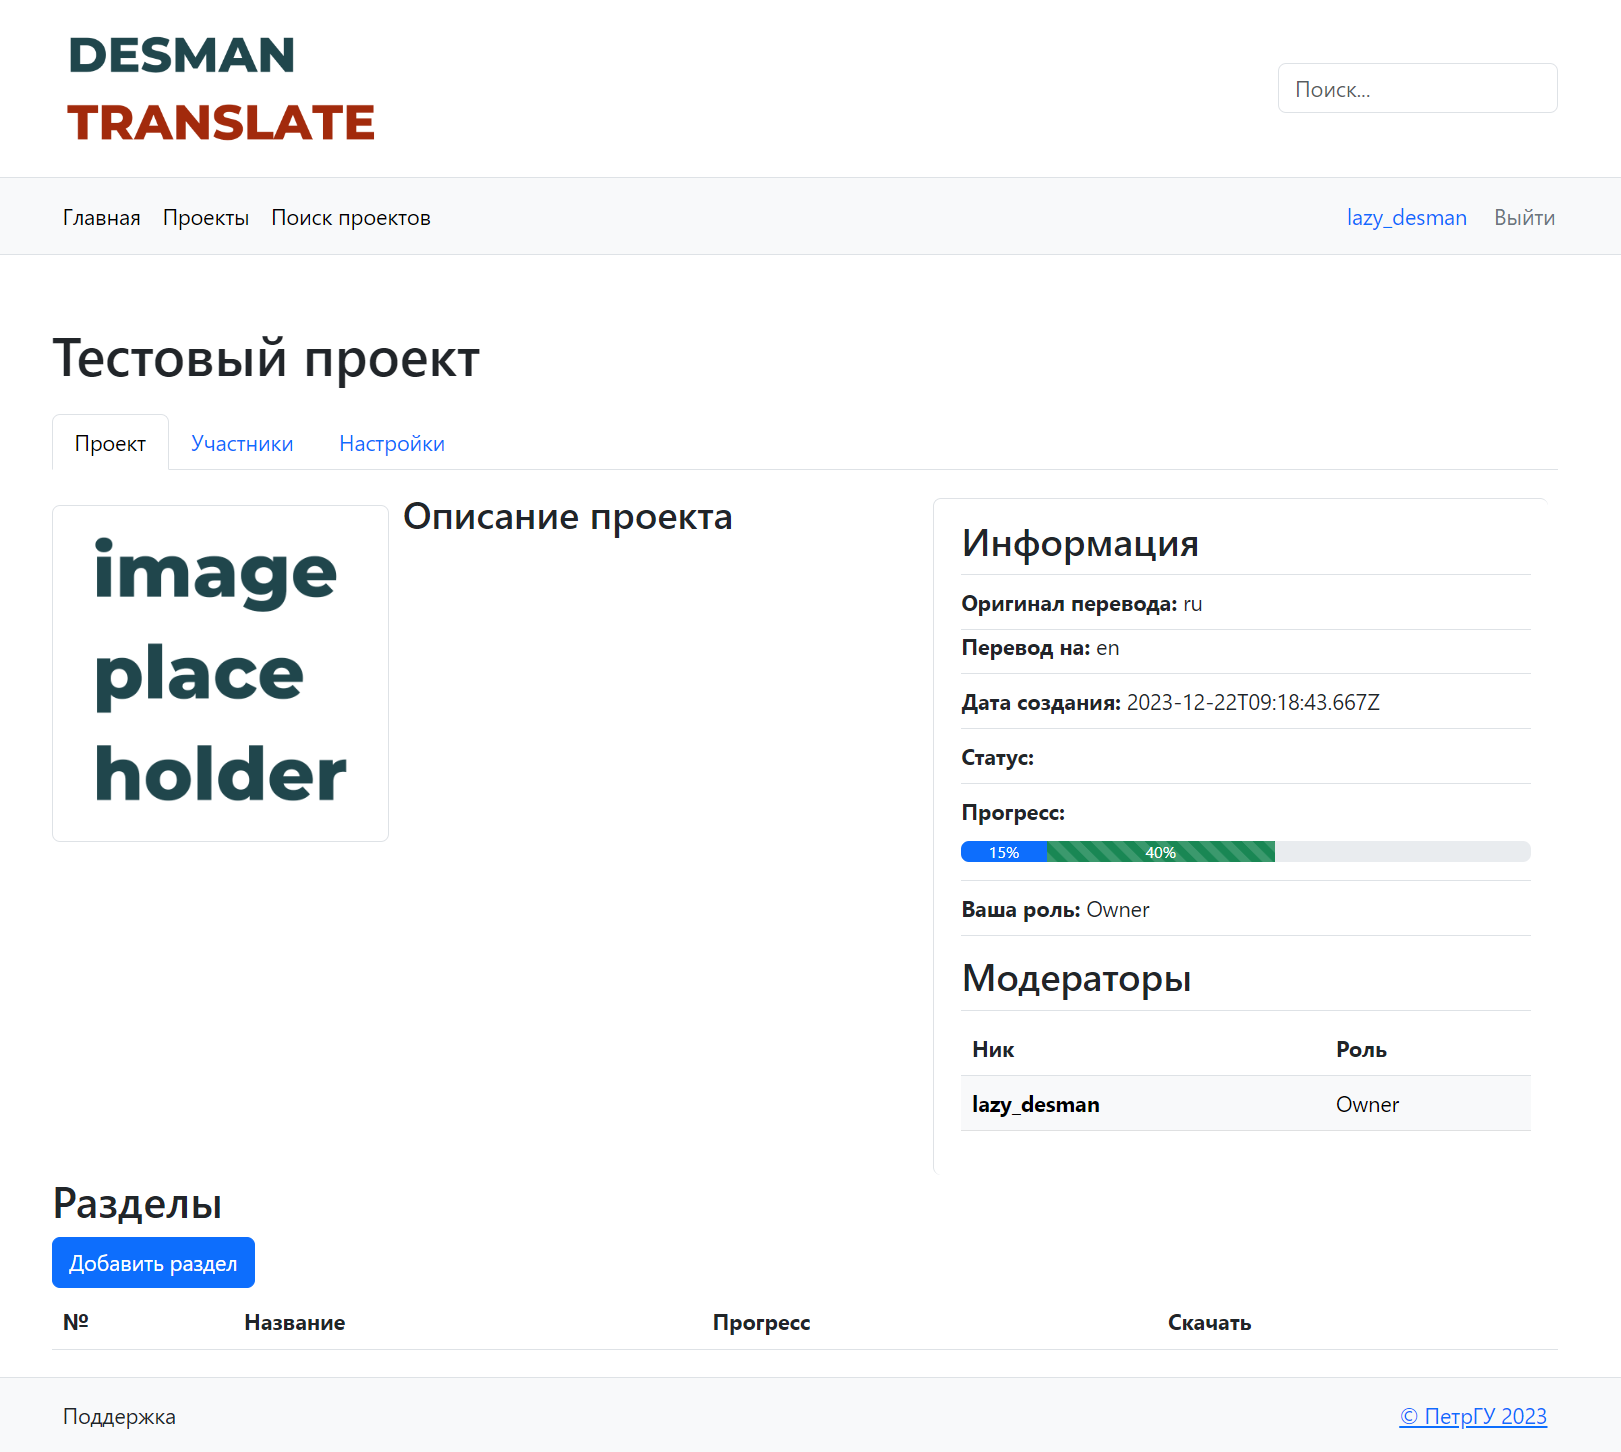 DESMAN
TRANSLATE
Поиск...
Главная Проекты Поиск проектов
lazy_desman Выйти
Тестовый проект
Проект Участники Настройки
image
place
holder
Описание проекта
Информация
Оригинал перевода: ru
Перевод на: en
Дата создания: 2023-12-22T09:18:43.667Z
Статус:
Прогресс:
15% 40%
Ваша роль: Owner
Модераторы
Ник Роль
lazy_desman Owner
Разделы
Добавить раздел
№ Название Прогресс Скачать
Поддержка
© ПетрГУ 2023